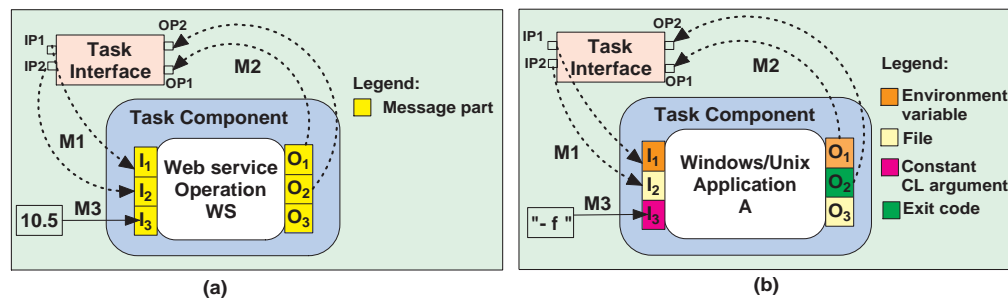 IP1
IP2
Task
Interface
OP2
OP1
M2
Legend:
Message part
Task Component
M1
I1
I2
I3
Web service
Operation
WS
O1
O2
O3
M3
10.5
(a)
IP1
IP2
Task
Interface
OP2
OP1
M2
Legend:
Environment
variable
File
Constant
CL argument
Exit code
Task Component
M1
I1
I2
I3
Windows/Unix
Application
A
O1
O2
O3
M3
"- f "
(b)